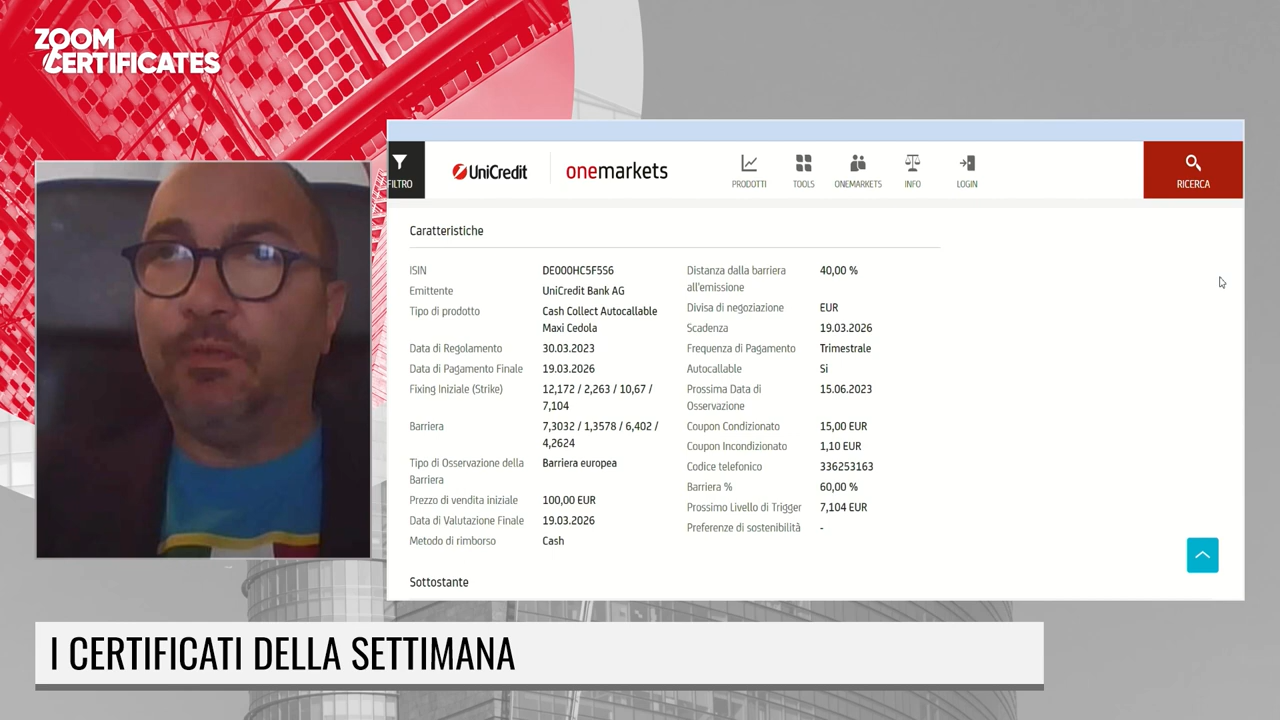 ZOOM
CERTIFICATES
FILTRO
UniCredit
onemarkets
PRODOTTI
TOOLS
ONEMARKETS
INFO
LOGIN
RICERCA
Caratteristiche
ISIN DE000HC5F5S6
Emittente UniCredit Bank AG
Tipo di prodotto Cash Collect Autocallable
Maxi Cedola
Data di Regolamento 30.03.2023
Data di Pagamento Finale 19.03.2026
Fixing Iniziale (Strike) 12,172 / 2,263 / 10,67 /
7,104
Barriera 7,3032 / 1,3578 / 6,402 /
4,2624
Tipo di Osservazione della Barriera europea
Barriera
Prezzo di vendita iniziale 100,00 EUR
Data di Valutazione Finale 19.03.2026
Metodo di rimborso Cash
Distanza dalla barriera 40,00 %
all'emissione
Divisa di negoziazione EUR
Scadenza 19.03.2026
Frequenza di Pagamento Trimestrale
Autocallable Si
Prossima Data di 15.06.2023
Osservazione
Coupon Condizionato 15,00 EUR
Coupon Incondizionato 1,10 EUR
Codice telefonico 336253163
Barriera % 60,00 %
Prossimo Livello di Trigger 7,104 EUR
Preferenze di sostenibilità -
Sottostante
I CERTIFICATI DELLA SETTIMANA